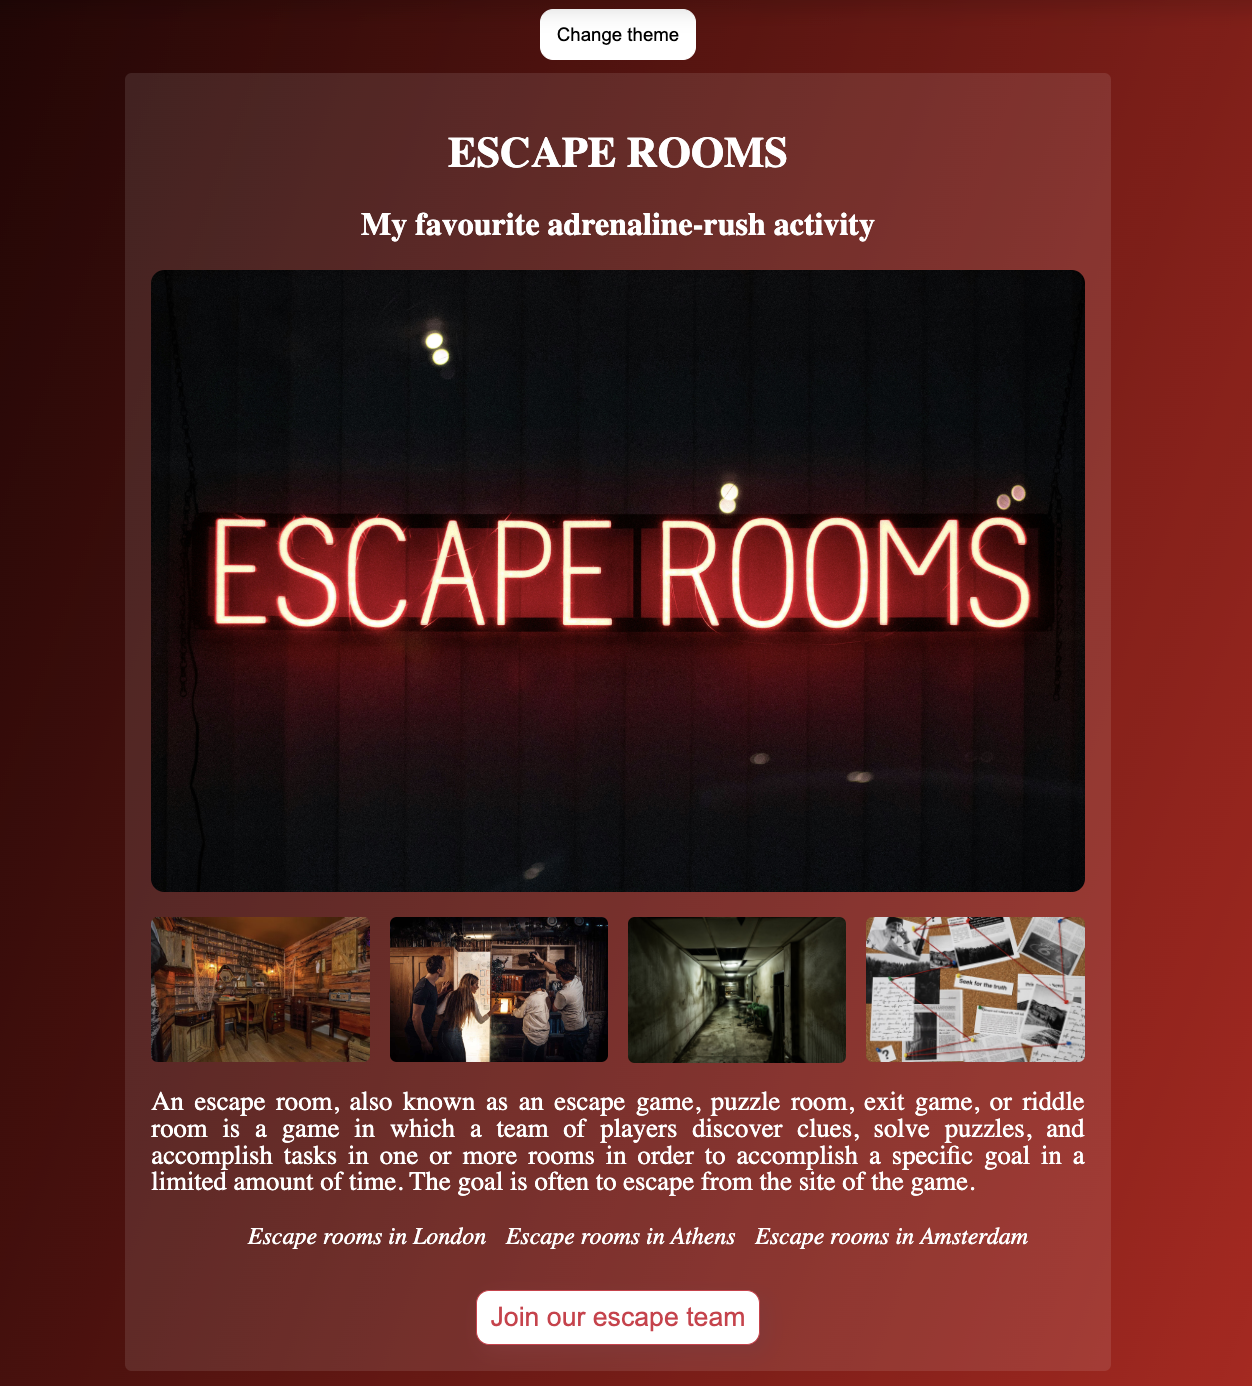 Change theme
ESCAPE ROOMS
My favourite adrenaline-rush activity
ESCAPE ROOMS
Seek for the truth
?
An escape room, also known as an escape game, puzzle room, exit game, or riddle
room is a game in which a team of players discover clues, solve puzzles, and
accomplish tasks in one or more rooms in order to accomplish a specific goal in a
limited amount of time. The goal is often to escape from the site of the game.
Escape rooms in London Escape rooms in Athens Escape rooms in Amsterdam
Join our escape team